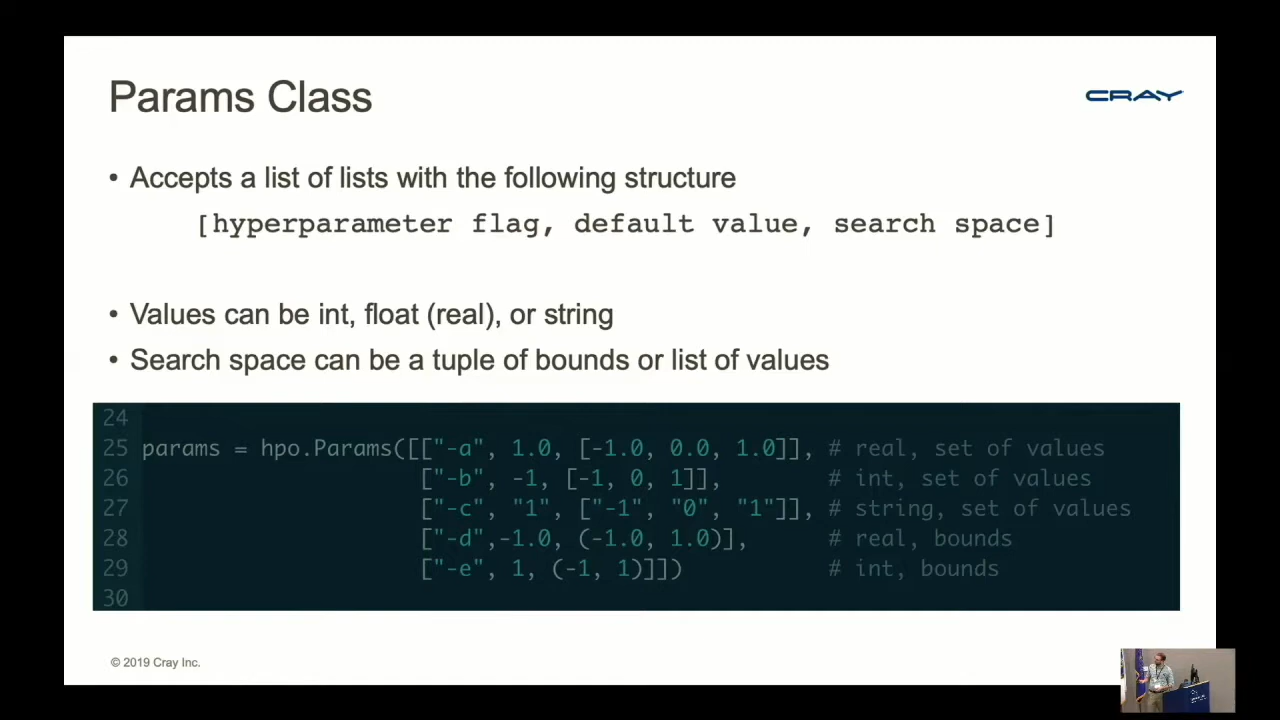 Params Class
CRAY
• Accepts a list of lists with the following structure
[hyperparameter flag, default value, search space]
• Values can be int, float (real), or string
• Search space can be a tuple of bounds or list of values
24
25 params = hpo.Params([["-a", 1.0, [-1.0, 0.0, 1.0]], # real, set of values
26 ["-b", -1, [-1, 0, 1]], # int, set of values
27 ["-c", "1", ["-1", "0", "1"]], # string, set of values
28 ["-d",-1.0, (-1.0, 1.0)], # real, bounds
29 ["-e", 1, (-1, 1)]]) # int, bounds
30
© 2019 Cray Inc.